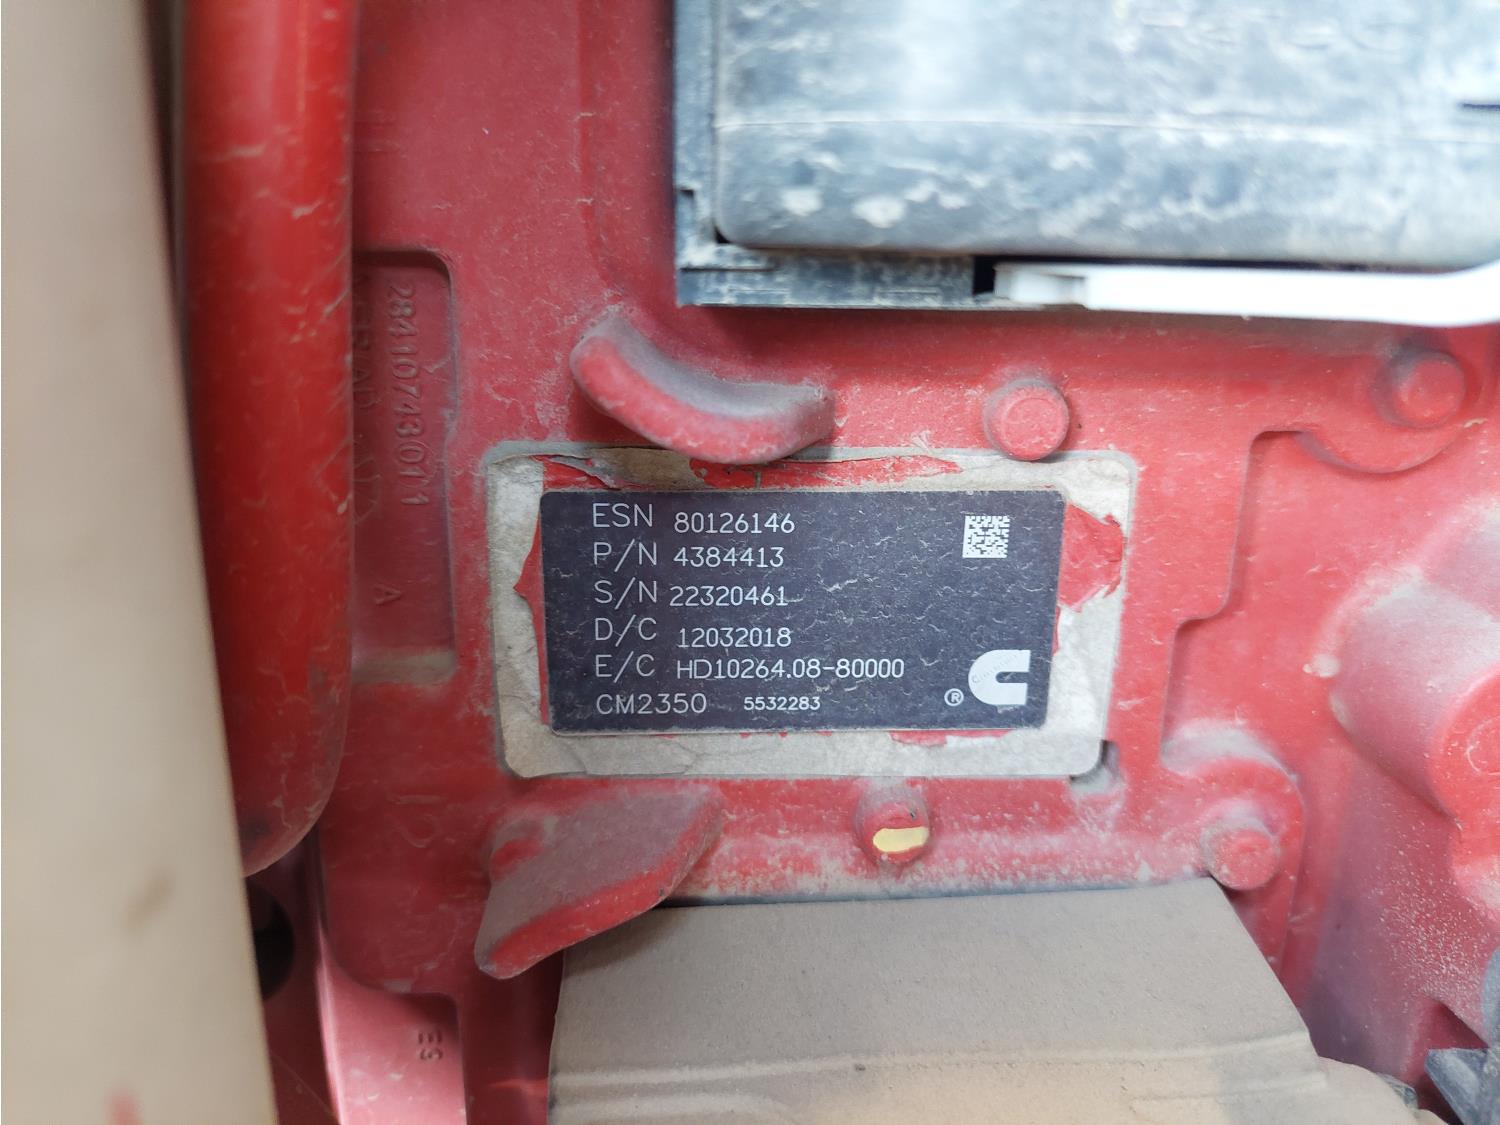 ESN 80126146
P/N 4384413
S/N 22320461
D/C 12032018
E/C HD10264.08-80000
CM2350 5532283
®
A